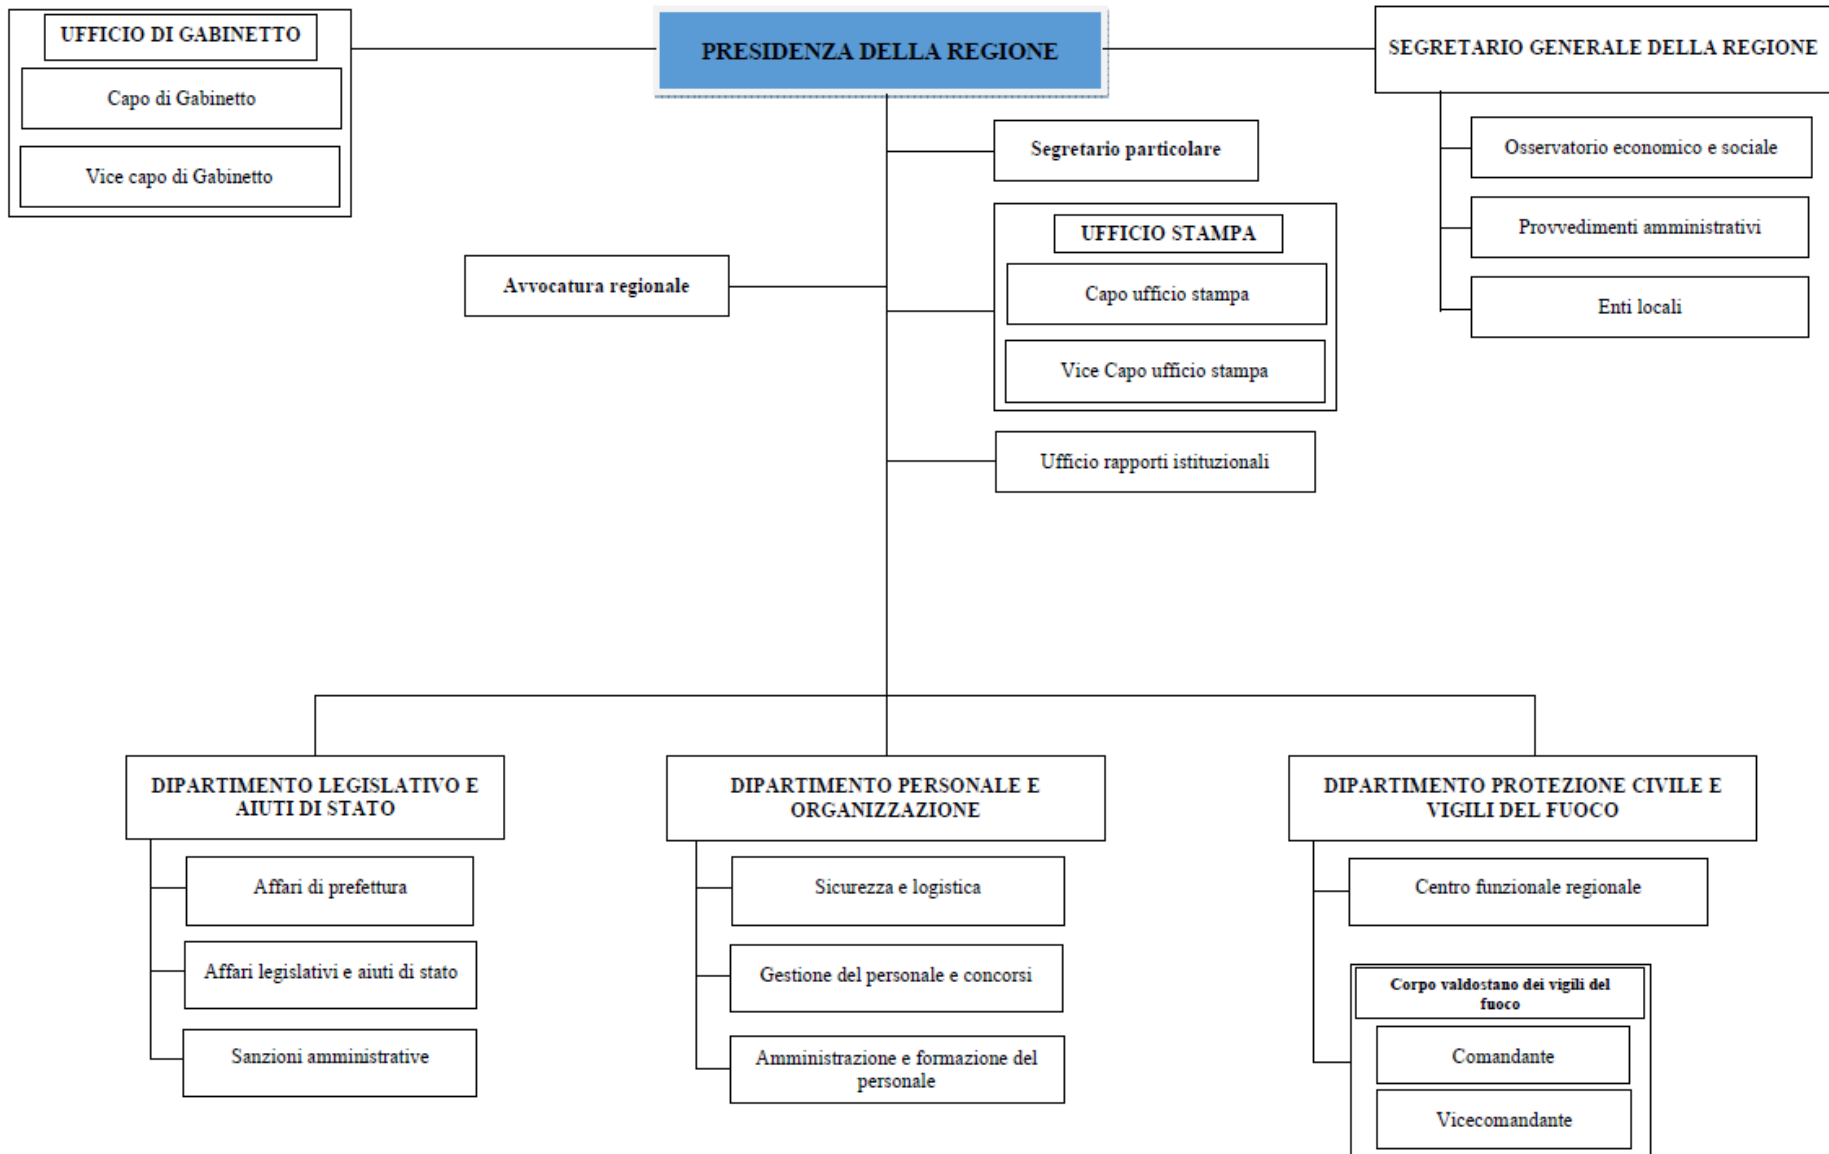 UFFICIO DI GABINETTO
Capo di Gabinetto
Vice capo di Gabinetto
PRESIDENZA DELLA REGIONE
SEGRETARIO GENERALE DELLA REGIONE
Osservatorio economico e sociale
Provvedimenti amministrativi
Enti locali
Segretario particolare
UFFICIO STAMPA
Capo ufficio stampa
Vice Capo ufficio stampa
Avvocatura regionale
Ufficio rapporti istituzionali
DIPARTIMENTO LEGISLATIVO E
AIUTI DI STATO
Affari di prefettura
Affari legislativi e aiuti di stato
Sanzioni amministrative
DIPARTIMENTO PERSONALE E
ORGANIZZAZIONE
Sicurezza e logistica
Gestione del personale e concorsi
Amministrazione e formazione del
personale
DIPARTIMENTO PROTEZIONE CIVILE E
VIGILI DEL FUOCO
Centro funzionale regionale
Corpo valdostano dei vigili del
fuoco
Comandante
Vicecomandante